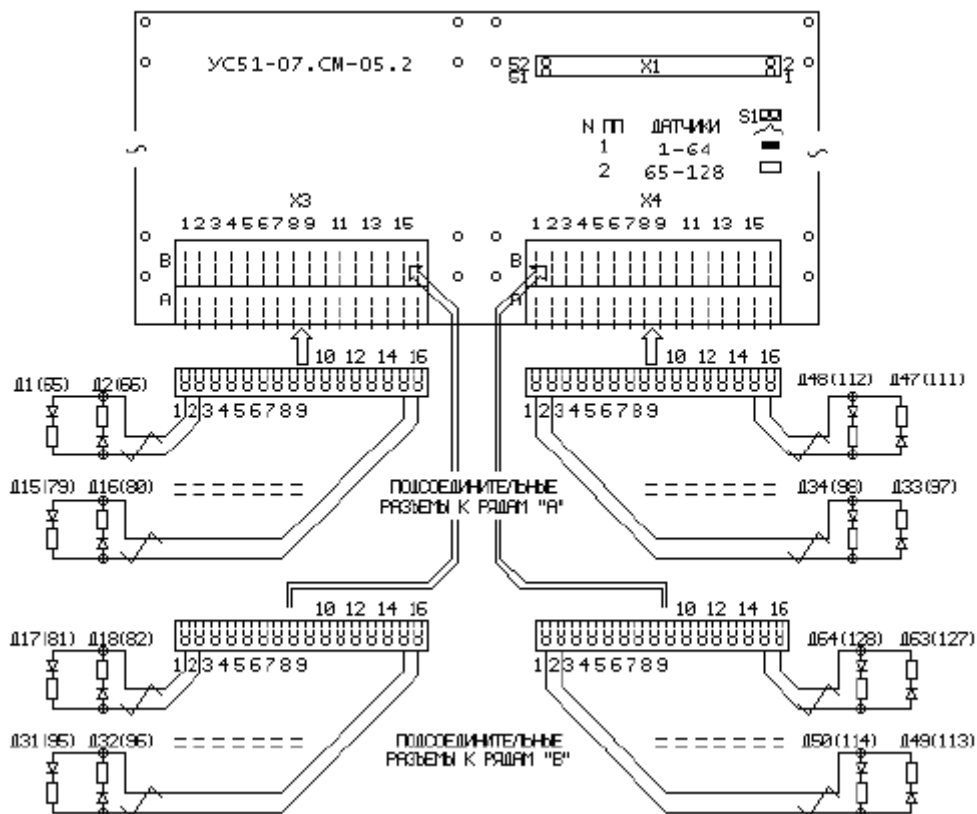 УС51-07.СМ-05.2
52 X1 2
51 1
S1
N ПП ДАТЧИКИ
1 1-64
2 65-128
X3 X4
1 2 3 4 5 6 7 8 9 11 13 15 1 2 3 4 5 6 7 8 9 11 13 15
В В
А А
10 12 14 16 10 12 14 16
Д1(65) Д2(66) Д48(112) Д47(111)
1 2 3 4 5 6 7 8 9 1 2 3 4 5 6 7 8 9
Д15(79) Д16(80) ПОДСОЕДИНИТЕЛЬНЫЕ Д34(98) Д33(97)
РАЗЪЕМЫ К РЯДАМ "А"
10 12 14 16 10 12 14 16
Д17(81) Д18(82) Д64(128) Д63(127)
1 2 3 4 5 6 7 8 9 1 2 3 4 5 6 7 8 9
Д31(95) Д32(96) ПОДСОЕДИНИТЕЛЬНЫЕ Д50(114) Д49(113)
РАЗЪЕМЫ К РЯДАМ "В"